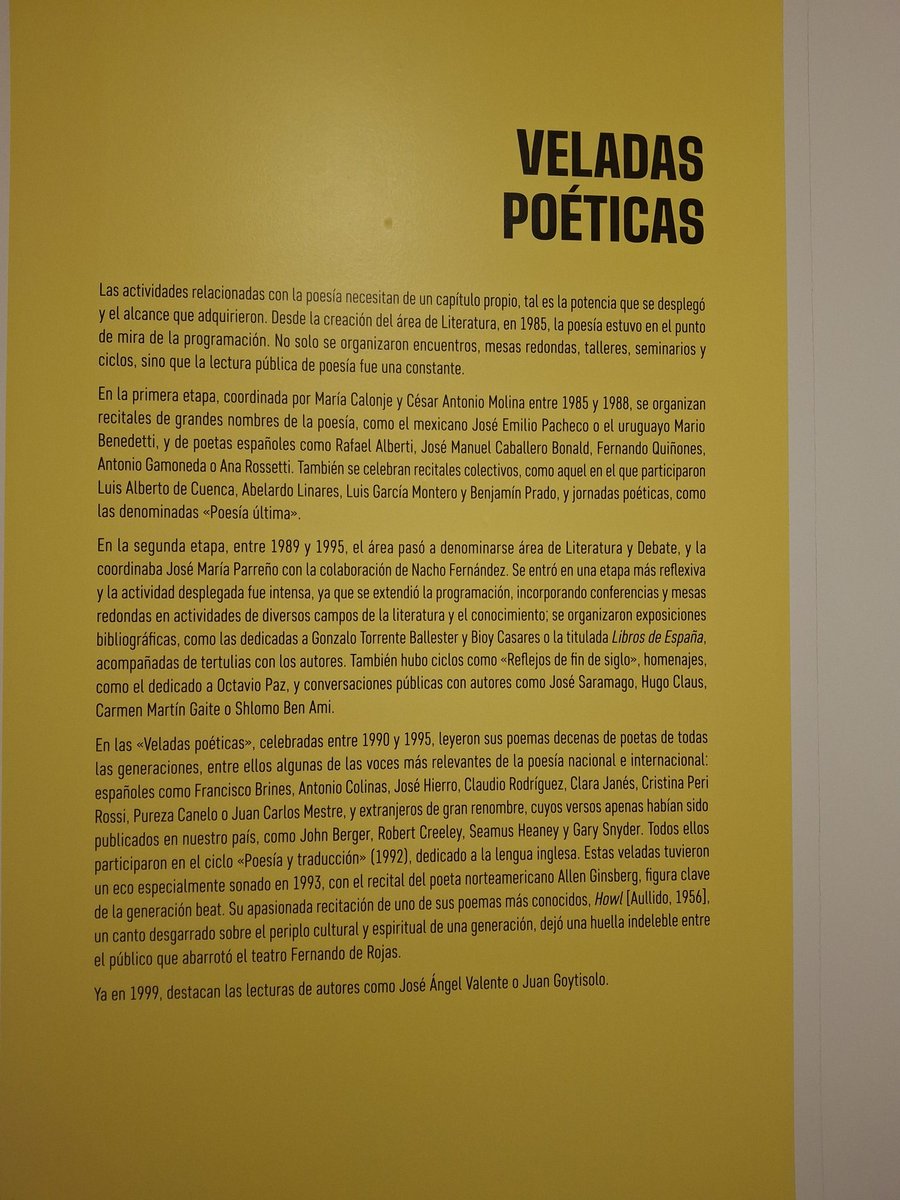 VELADAS
POÉTICAS
Las actividades relacionadas con la poesía necesitan de un capítulo propio, tal es la potencia que se desplegó
y el alcance que adquirieron. Desde la creación del área de Literatura, en 1985, la poesía estuvo en el punto
de mira de la programación. No solo se organizaron encuentros, mesas redondas, talleres, seminarios y
ciclos, sino que la lectura pública de poesía fue una constante.
En la primera etapa, coordinada por María Calonje y César Antonio Molina entre 1985 y 1988, se organizan
recitales de grandes nombres de la poesía, como el mexicano José Emilio Pacheco o el uruguayo Mario
Benedetti, y de poetas españoles como Rafael Alberti, José Manuel Caballero Bonald, Fernando Quiñones,
Antonio Gamoneda o Ana Rossetti. También se celebran recitales colectivos, como aquel en el que participaron
Luis Alberto de Cuenca, Abelardo Linares, Luis García Montero y Benjamín Prado, y jornadas poéticas, como
las denominadas «Poesía última».
En la segunda etapa, entre 1989 y 1995, el área pasó a denominarse área de Literatura y Debate, y la
coordinaba José María Parreño con la colaboración de Nacho Fernández. Se entró en una etapa más reflexiva
y la actividad desplegada fue intensa, ya que se extendió la programación, incorporando conferencias y mesas
redondas en actividades de diversos campos de la literatura y el conocimiento; se organizaron exposiciones
bibliográficas, como las dedicadas a Gonzalo Torrente Ballester y Bioy Casares o la titulada Libros de España,
acompañadas de tertulias con los autores. También hubo ciclos como «Reflejos de fin de siglo», homenajes,
como el dedicado a Octavio Paz, y conversaciones públicas con autores como José Saramago, Hugo Claus,
Carmen Martín Gaite o Shlomo Ben Ami.
En las «Veladas poéticas», celebradas entre 1990 y 1995, leyeron sus poemas decenas de poetas de todas
las generaciones, entre ellos algunas de las voces más relevantes de la poesía nacional e internacional:
españoles como Francisco Brines, Antonio Colinas, José Hierro, Claudio Rodríguez, Clara Janés, Cristina Peri
Rossi, Pureza Canelo o Juan Carlos Mestre, y extranjeros de gran renombre, cuyos versos apenas habían sido
publicados en nuestro país, como John Berger, Robert Creeley, Seamus Heaney y Gary Snyder. Todos ellos
participaron en el ciclo «Poesía y traducción» (1992), dedicado a la lengua inglesa. Estas veladas tuvieron
un eco especialmente sonado en 1993, con el recital del poeta norteamericano Allen Ginsberg, figura clave
de la generación beat. Su apasionada recitación de uno de sus poemas más conocidos, Howl [Aullido, 1956],
un canto desgarrado sobre el periplo cultural y espiritual de una generación, dejó una huella indeleble entre
el público que abarrotó el teatro Fernando de Rojas.
Ya en 1999, destacan las lecturas de autores como José Ángel Valente o Juan Goytisolo.